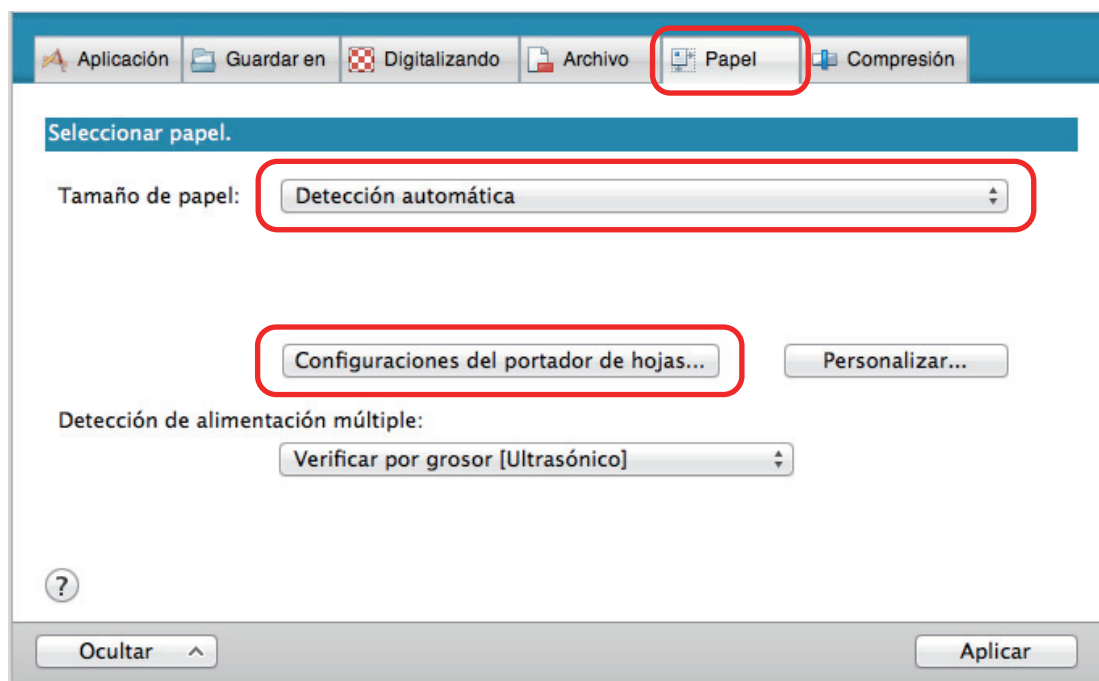 Aplicación Guardar en Digitalizando Archivo Papel Compresión
Seleccionar papel.
Tamaño de papel: Detección automática
Configuraciones del portador de hojas... Personalizar...
Detección de alimentación múltiple:
Verificar por grosor [Ultrasónico]
?
Ocultar Aplicar